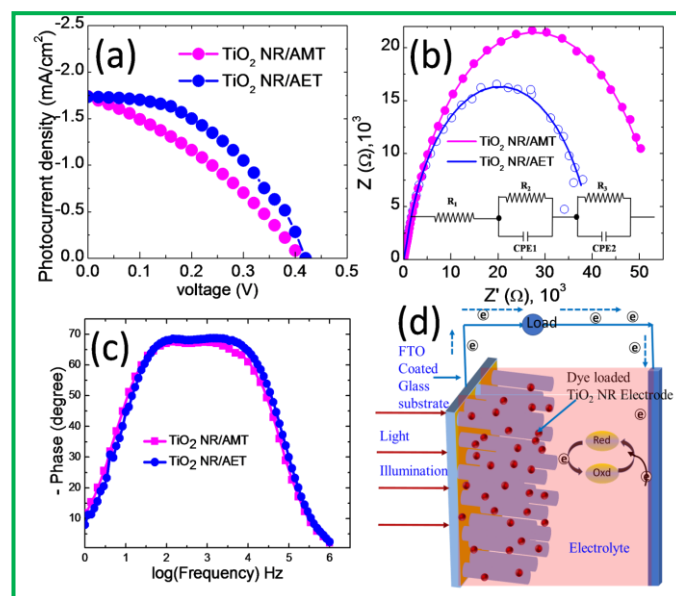 (a)
TiO2 NR/AMT
TiO2 NR/AET
Photocurrent density (mA/cm2)
-2.0
-1.5
-1.0
-0.5
0.0
0.0 0.1 0.2 0.3 0.4 0.5
voltage (V)
(b)
TiO2 NR/AMT
TiO2 NR/AET
Z (Ω),10³
20
15
10
5
0
R1
R2
R3
CPE1
CPE2
0 10 20 30 40 50
Z' (Ω), 10³
(c)
TiO2 NR/AMT
TiO2 NR/AET
- Phase (degree)
70
60
50
40
30
20
10
0 1 2 3 4 5 6
log(Frequency) Hz
(d)
Load
e e e e
e
e
FTO
Coated
Glass
substrate
Dye loaded
TiO2 NR Electrode
Light
Illumination
Red
Oxd
e
e
Electrolyte